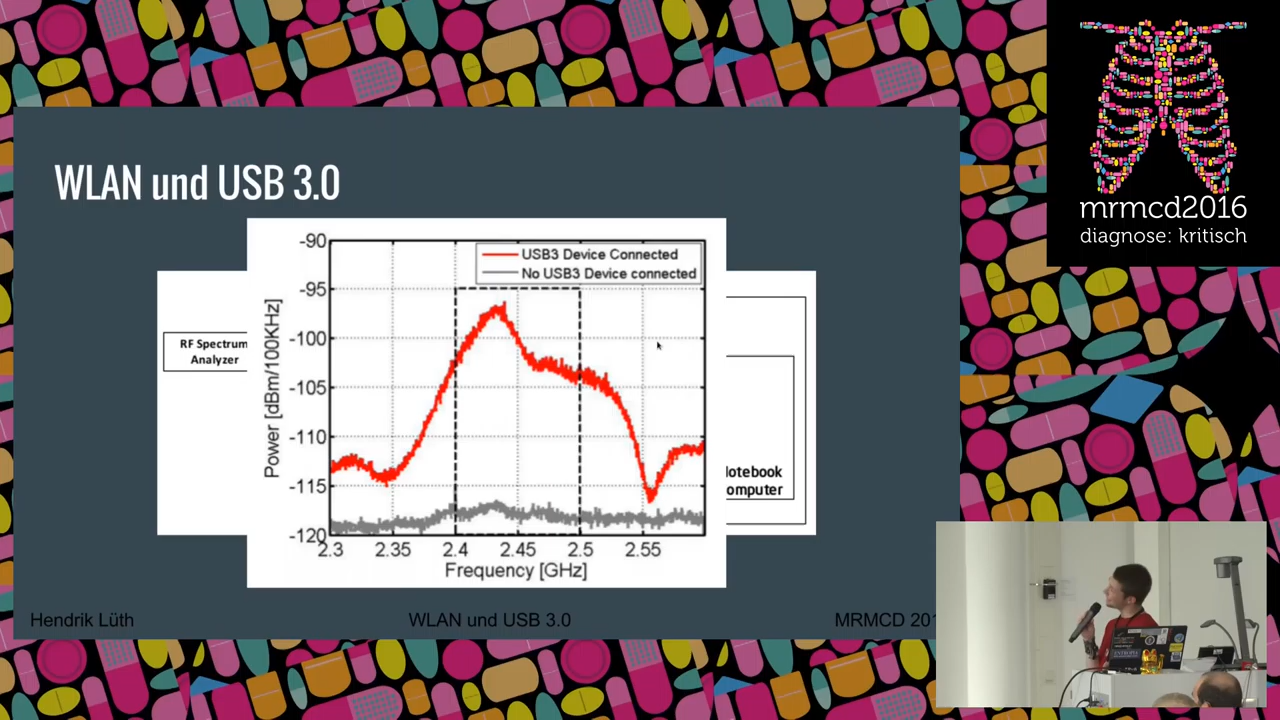 WLAN und USB 3.0
RF Spectrum
Analyzer
-90
-95
-100
-105
-110
-115
-120
Power [dBm/100KHz]
USB3 Device Connected
No USB3 Device connected
2.3
2.35
2.4
2.45
2.5
2.55
Frequency [GHz]
otebook
omputer
Hendrik Lüth
WLAN und USB 3.0
MRMCD 201
mrmcd2016
diagnose: kritisch